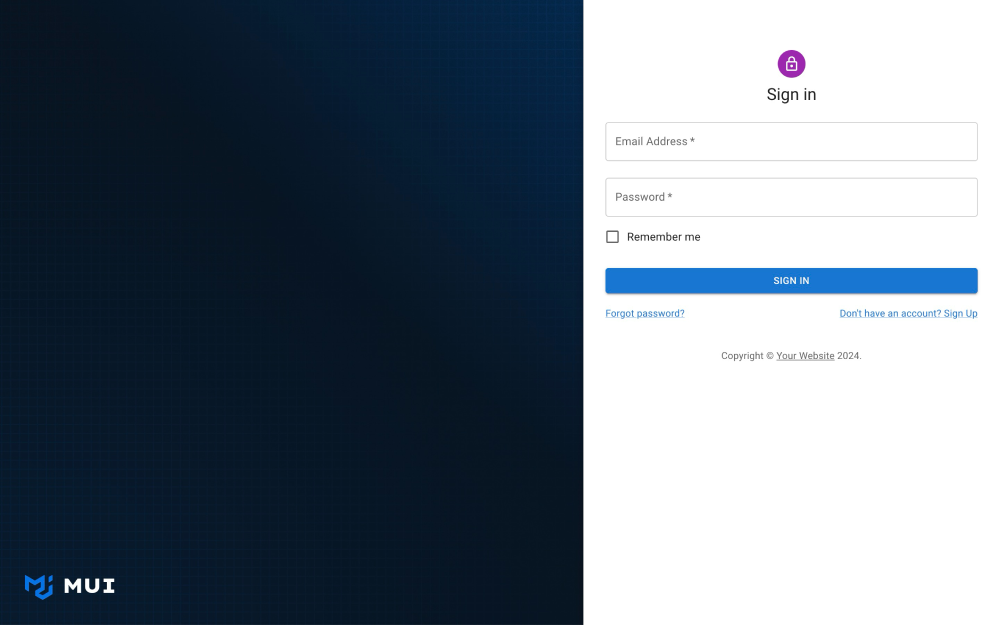 Sign in
Email Address *
Password *
Remember me
SIGN IN
Forgot password?
Don't have an account? Sign Up
Copyright © Your Website 2024.
MUI